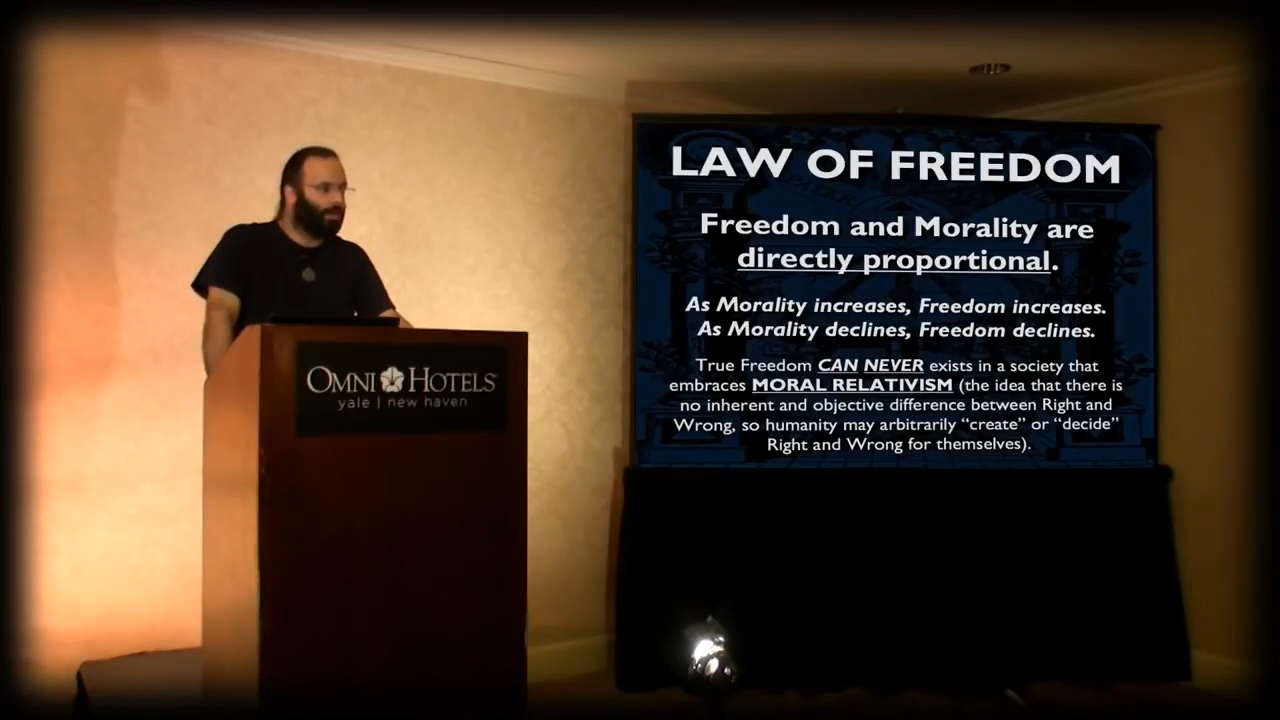 LAW OF FREEDOM
Freedom and Morality are
directly proportional.
As Morality increases, Freedom increases.
As Morality declines, Freedom declines.
True Freedom CAN NEVER exists in a society that
embraces MORAL RELATIVISM (the idea that there is
no inherent and objective difference between Right and
Wrong, so humanity may arbitrarily “create” or “decide”
Right and Wrong for themselves).
OMNI HOTELS
yale | new haven